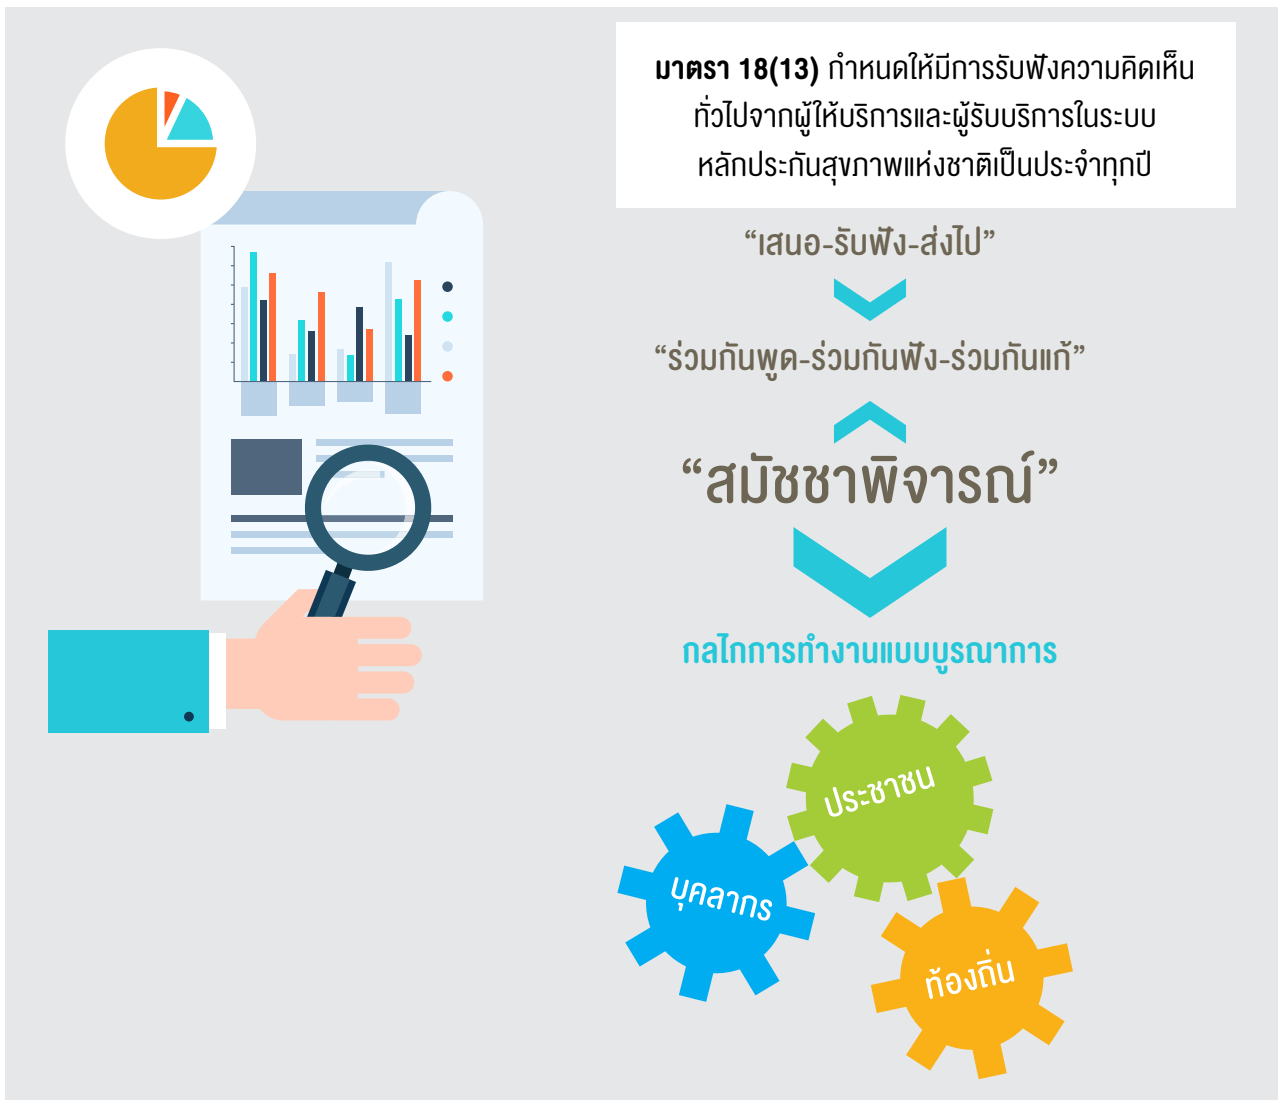 มาตรา 18(13) กำหนดให้มีการรับฟังความคิดเห็น
ทั่วไปจากผู้ให้บริการและผู้รับบริการในระบบ
หลักประกันสุขภาพแห่งชาติเป็นประจำทุกปี
“เสนอ-รับฟัง-ส่งไป”
“ร่วมกันพูด-ร่วมกันฟัง-ร่วมกันแก้”
“สมัชชาพิจารณ์”
กลไกการทำงานแบบบูรณาการ
ประชาชน
บุคลากร
ท้องถิ่น